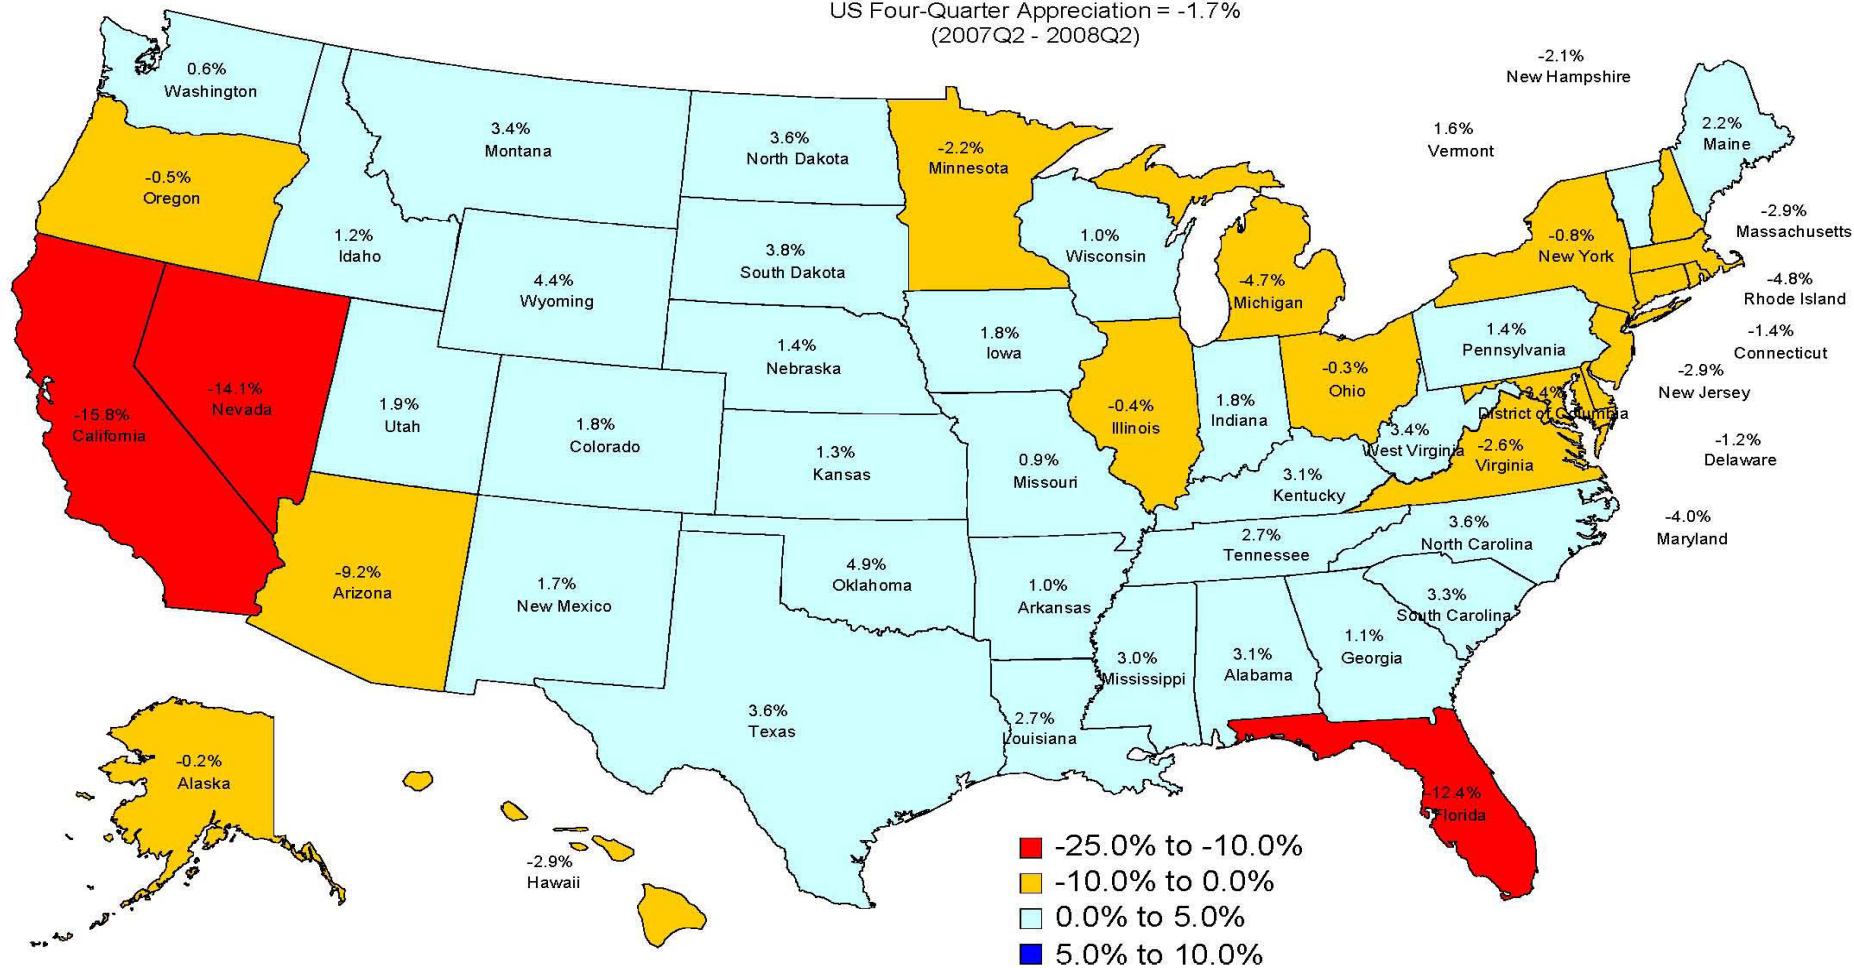 US Four-Quarter Appreciation = -1.7%
(2007Q2 - 2008Q2)
-2.1%
New Hampshire
0.6%
Washington
1.6%
Vermont
2.2%
Maine
3.4%
Montana
3.6%
North Dakota
-2.2%
Minnesota
-0.5%
Oregon
-2.9%
Massachusetts
1.2%
Idaho
3.8%
South Dakota
1.0%
Wisconsin
-0.8%
New York
4.4%
Wyoming
-4.7%
Michigan
-4.8%
Rhode Island
1.4%
Nebraska
1.8%
Iowa
1.4%
Pennsylvania
-1.4%
Connecticut
-15.8%
California
-14.1%
Nevada
1.9%
Utah
1.8%
Colorado
-0.4%
Illinois
1.8%
Indiana
-0.3%
Ohio
-2.9%
New Jersey
District of Columbia
1.3%
Kansas
0.9%
Missouri
3.4%
West Virginia
-2.6%
Virginia
-1.2%
Delaware
3.1%
Kentucky
-4.0%
Maryland
-9.2%
Arizona
1.7%
New Mexico
4.9%
Oklahoma
1.0%
Arkansas
2.7%
Tennessee
3.6%
North Carolina
3.3%
South Carolina
3.0%
Mississippi
3.1%
Alabama
1.1%
Georgia
3.6%
Texas
2.7%
Louisiana
-12.4%
Florida
-0.2%
Alaska
-2.9%
Hawaii
-25.0% to -10.0%
-10.0% to 0.0%
0.0% to 5.0%
5.0% to 10.0%